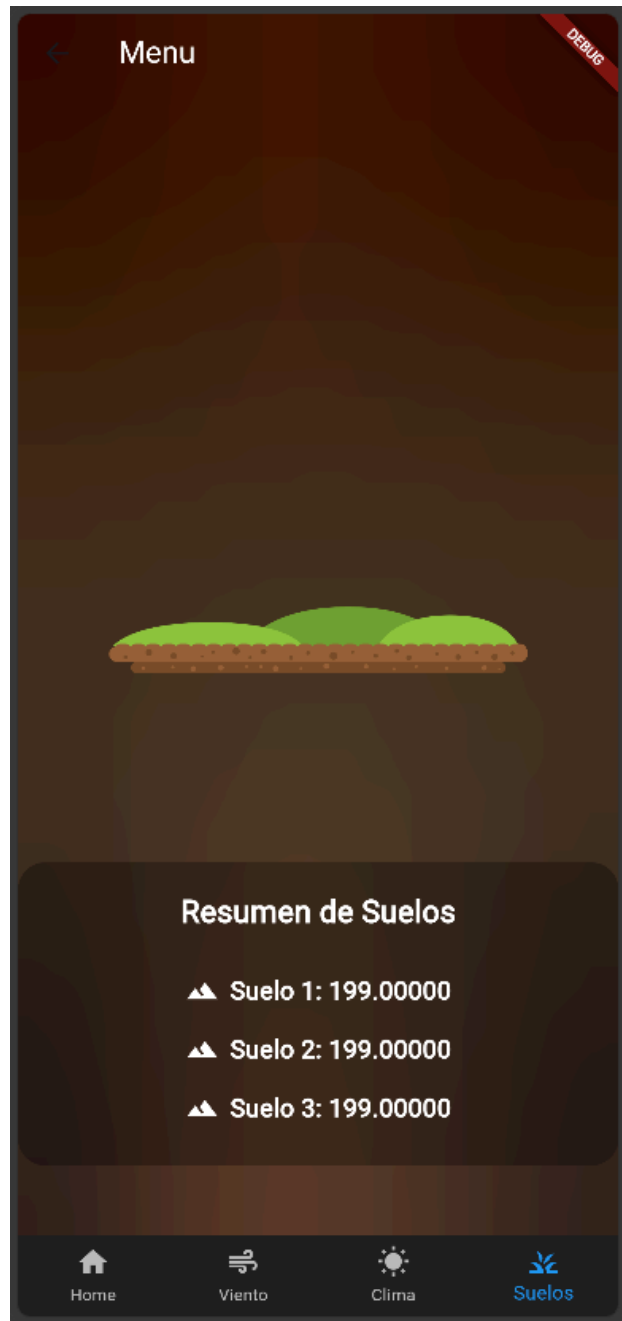 Menu
DEBUG
Resumen de Suelos
Suelo 1: 199.00000
Suelo 2: 199.00000
Suelo 3: 199.00000
Home
Viento
Clima
Suelos